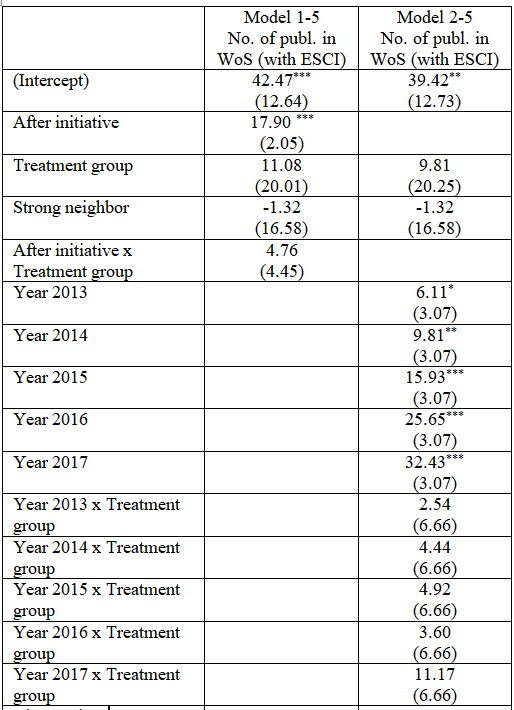 Model 1-5 Model 2-5
No. of publ. in No. of publ. in
WoS (with ESCI) WoS (with ESCI)
(Intercept) 42.47*** 39.42**
(12.64) (12.73)
After initiative 17.90 ***
(2.05)
Treatment group 11.08 9.81
(20.01) (20.25)
Strong neighbor -1.32 -1.32
(16.58) (16.58)
After initiative x 4.76
Treatment group (4.45)
Year 2013 6.11*
(3.07)
Year 2014 9.81**
(3.07)
Year 2015 15.93***
(3.07)
Year 2016 25.65***
(3.07)
Year 2017 32.43***
(3.07)
Year 2013 x Treatment 2.54
group (6.66)
Year 2014 x Treatment 4.44
group (6.66)
Year 2015 x Treatment 4.92
group (6.66)
Year 2016 x Treatment 3.60
group (6.66)
Year 2017 x Treatment 11.17
group (6.66)